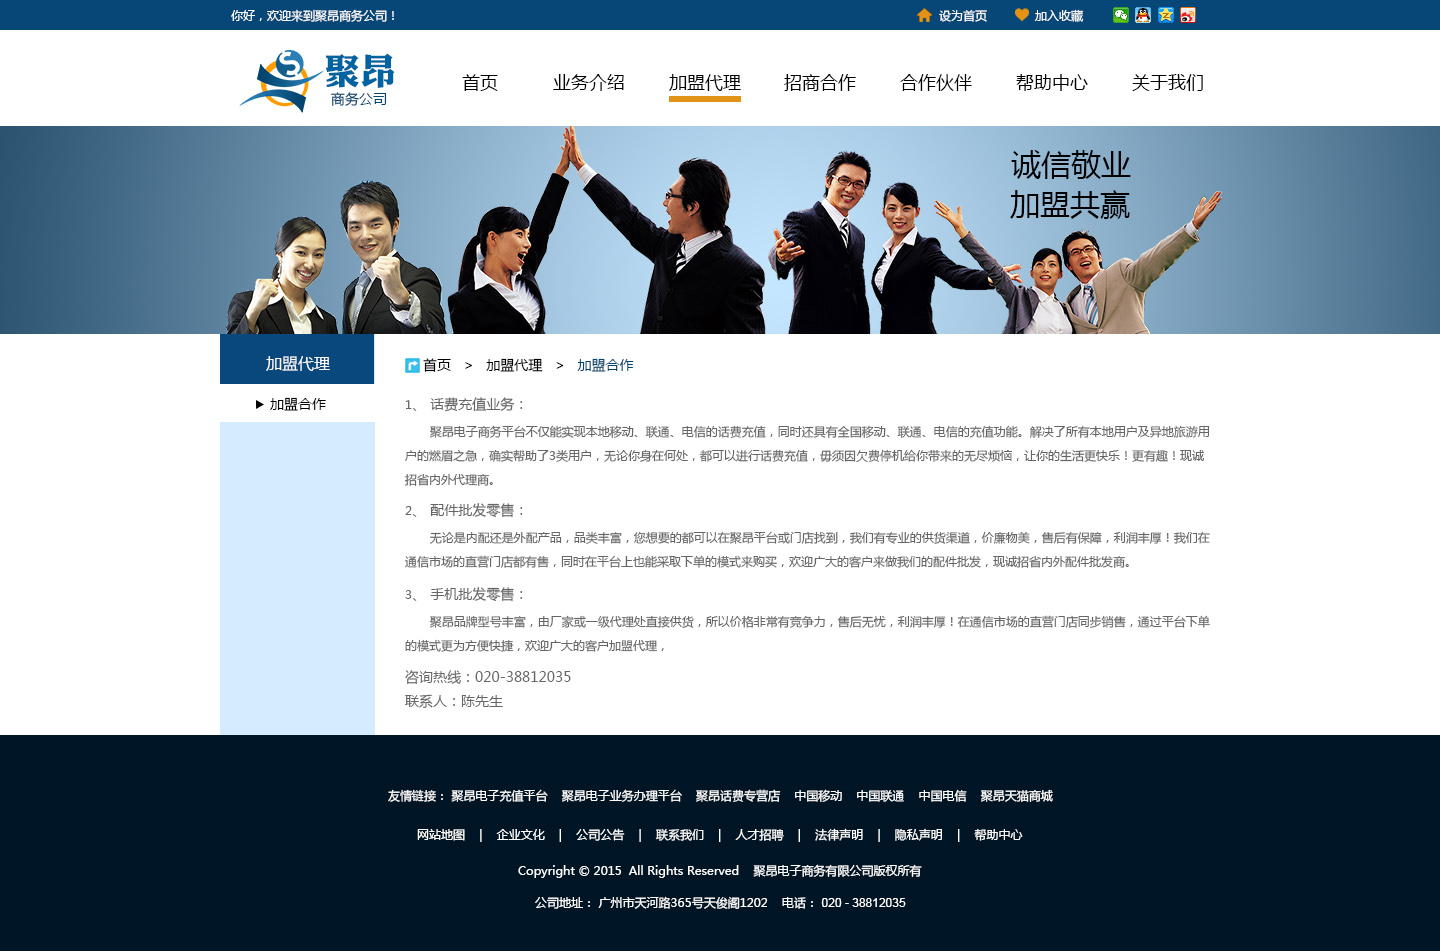 你好，欢迎来到聚昂商务公司！
设为首页 加入收藏
聚昂
商务公司
首页 业务介绍 加盟代理 招商合作 合作伙伴 帮助中心 关于我们
诚信敬业
加盟共赢
加盟代理
加盟合作
首页 > 加盟代理 > 加盟合作
1、 话费充值业务：
聚昂电子商务平台不仅能实现本地移动、联通、电信的话费充值，同时还具有全国移动、联通、电信的充值功能。解决了所有本地用户及异地旅游用
户的燃眉之急，确实帮助了3类用户，无论你身在何处，都可以进行话费充值，毋须因欠费停机给你带来的无尽烦恼，让你的生活更快乐！更有趣！现诚
招省内外代理商。
2、 配件批发零售：
无论是内配还是外配产品，品类丰富，您想要的都可以在聚昂平台或门店找到，我们有专业的供货渠道，价廉物美，售后有保障，利润丰厚！我们在
通信市场的直营门店都有售，同时在平台上也能采取下单的模式来购买，欢迎广大的客户来做我们的配件批发，现诚招省内外配件批发商。
3、 手机批发零售：
聚昂品牌型号丰富，由厂家或一级代理处直接供货，所以价格非常有竞争力，售后无忧，利润丰厚！在通信市场的直营门店同步销售，通过平台下单
的模式更为方便快捷，欢迎广大的客户加盟代理，
咨询热线：020-38812035
联系人：陈先生
友情链接： 聚昂电子充值平台 聚昂电子业务办理平台 聚昂话费专营店 中国移动 中国联通 中国电信 聚昂天猫商城
网站地图 | 企业文化 | 公司公告 | 联系我们 | 人才招聘 | 法律声明 | 隐私声明 | 帮助中心
Copyright © 2015 All Rights Reserved 聚昂电子商务有限公司版权所有
公司地址： 广州市天河路365号天俊阁1202 电话： 020 - 38812035